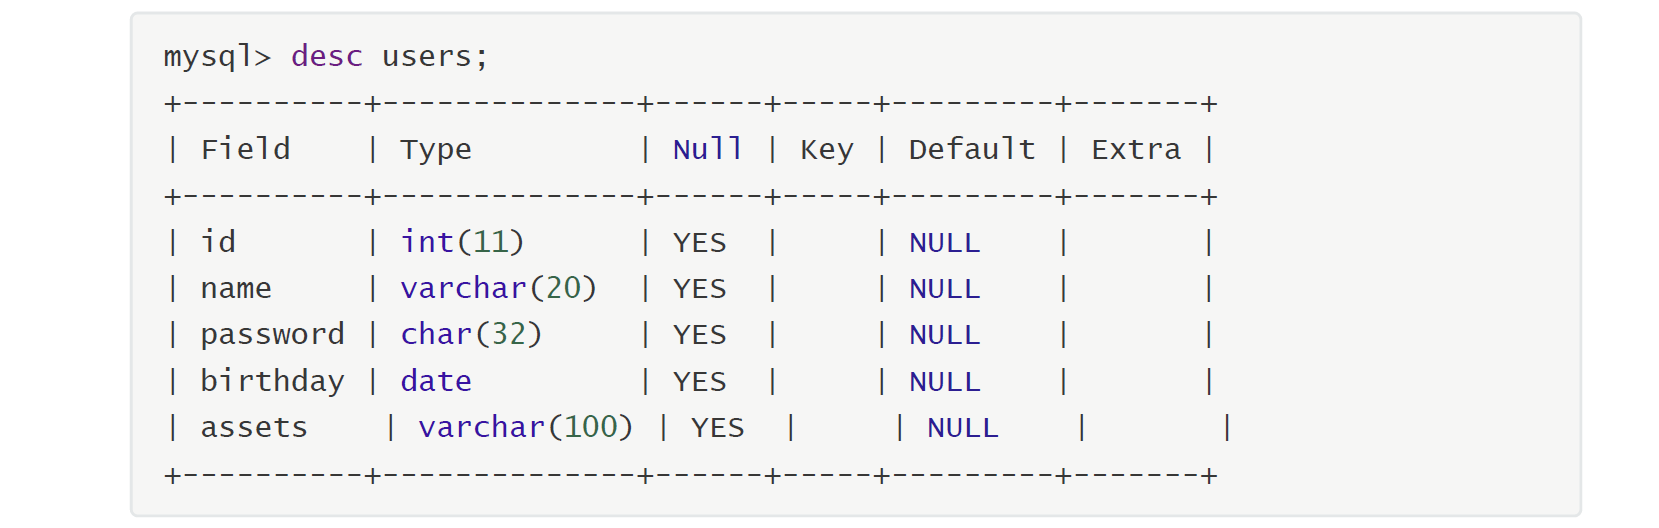 mysql> desc users;
+----------+--------------+------+-----+---------+-------+
| Field    | Type         | Null | Key | Default | Extra |
+----------+--------------+------+-----+---------+-------+
| id       | int(11)      | YES  |     | NULL    |       |
| name     | varchar(20)  | YES  |     | NULL    |       |
| password | char(32)     | YES  |     | NULL    |       |
| birthday | date         | YES  |     | NULL    |       |
| assets    | varchar(100) | YES  |     | NULL    |       |
+----------+--------------+------+-----+---------+-------+